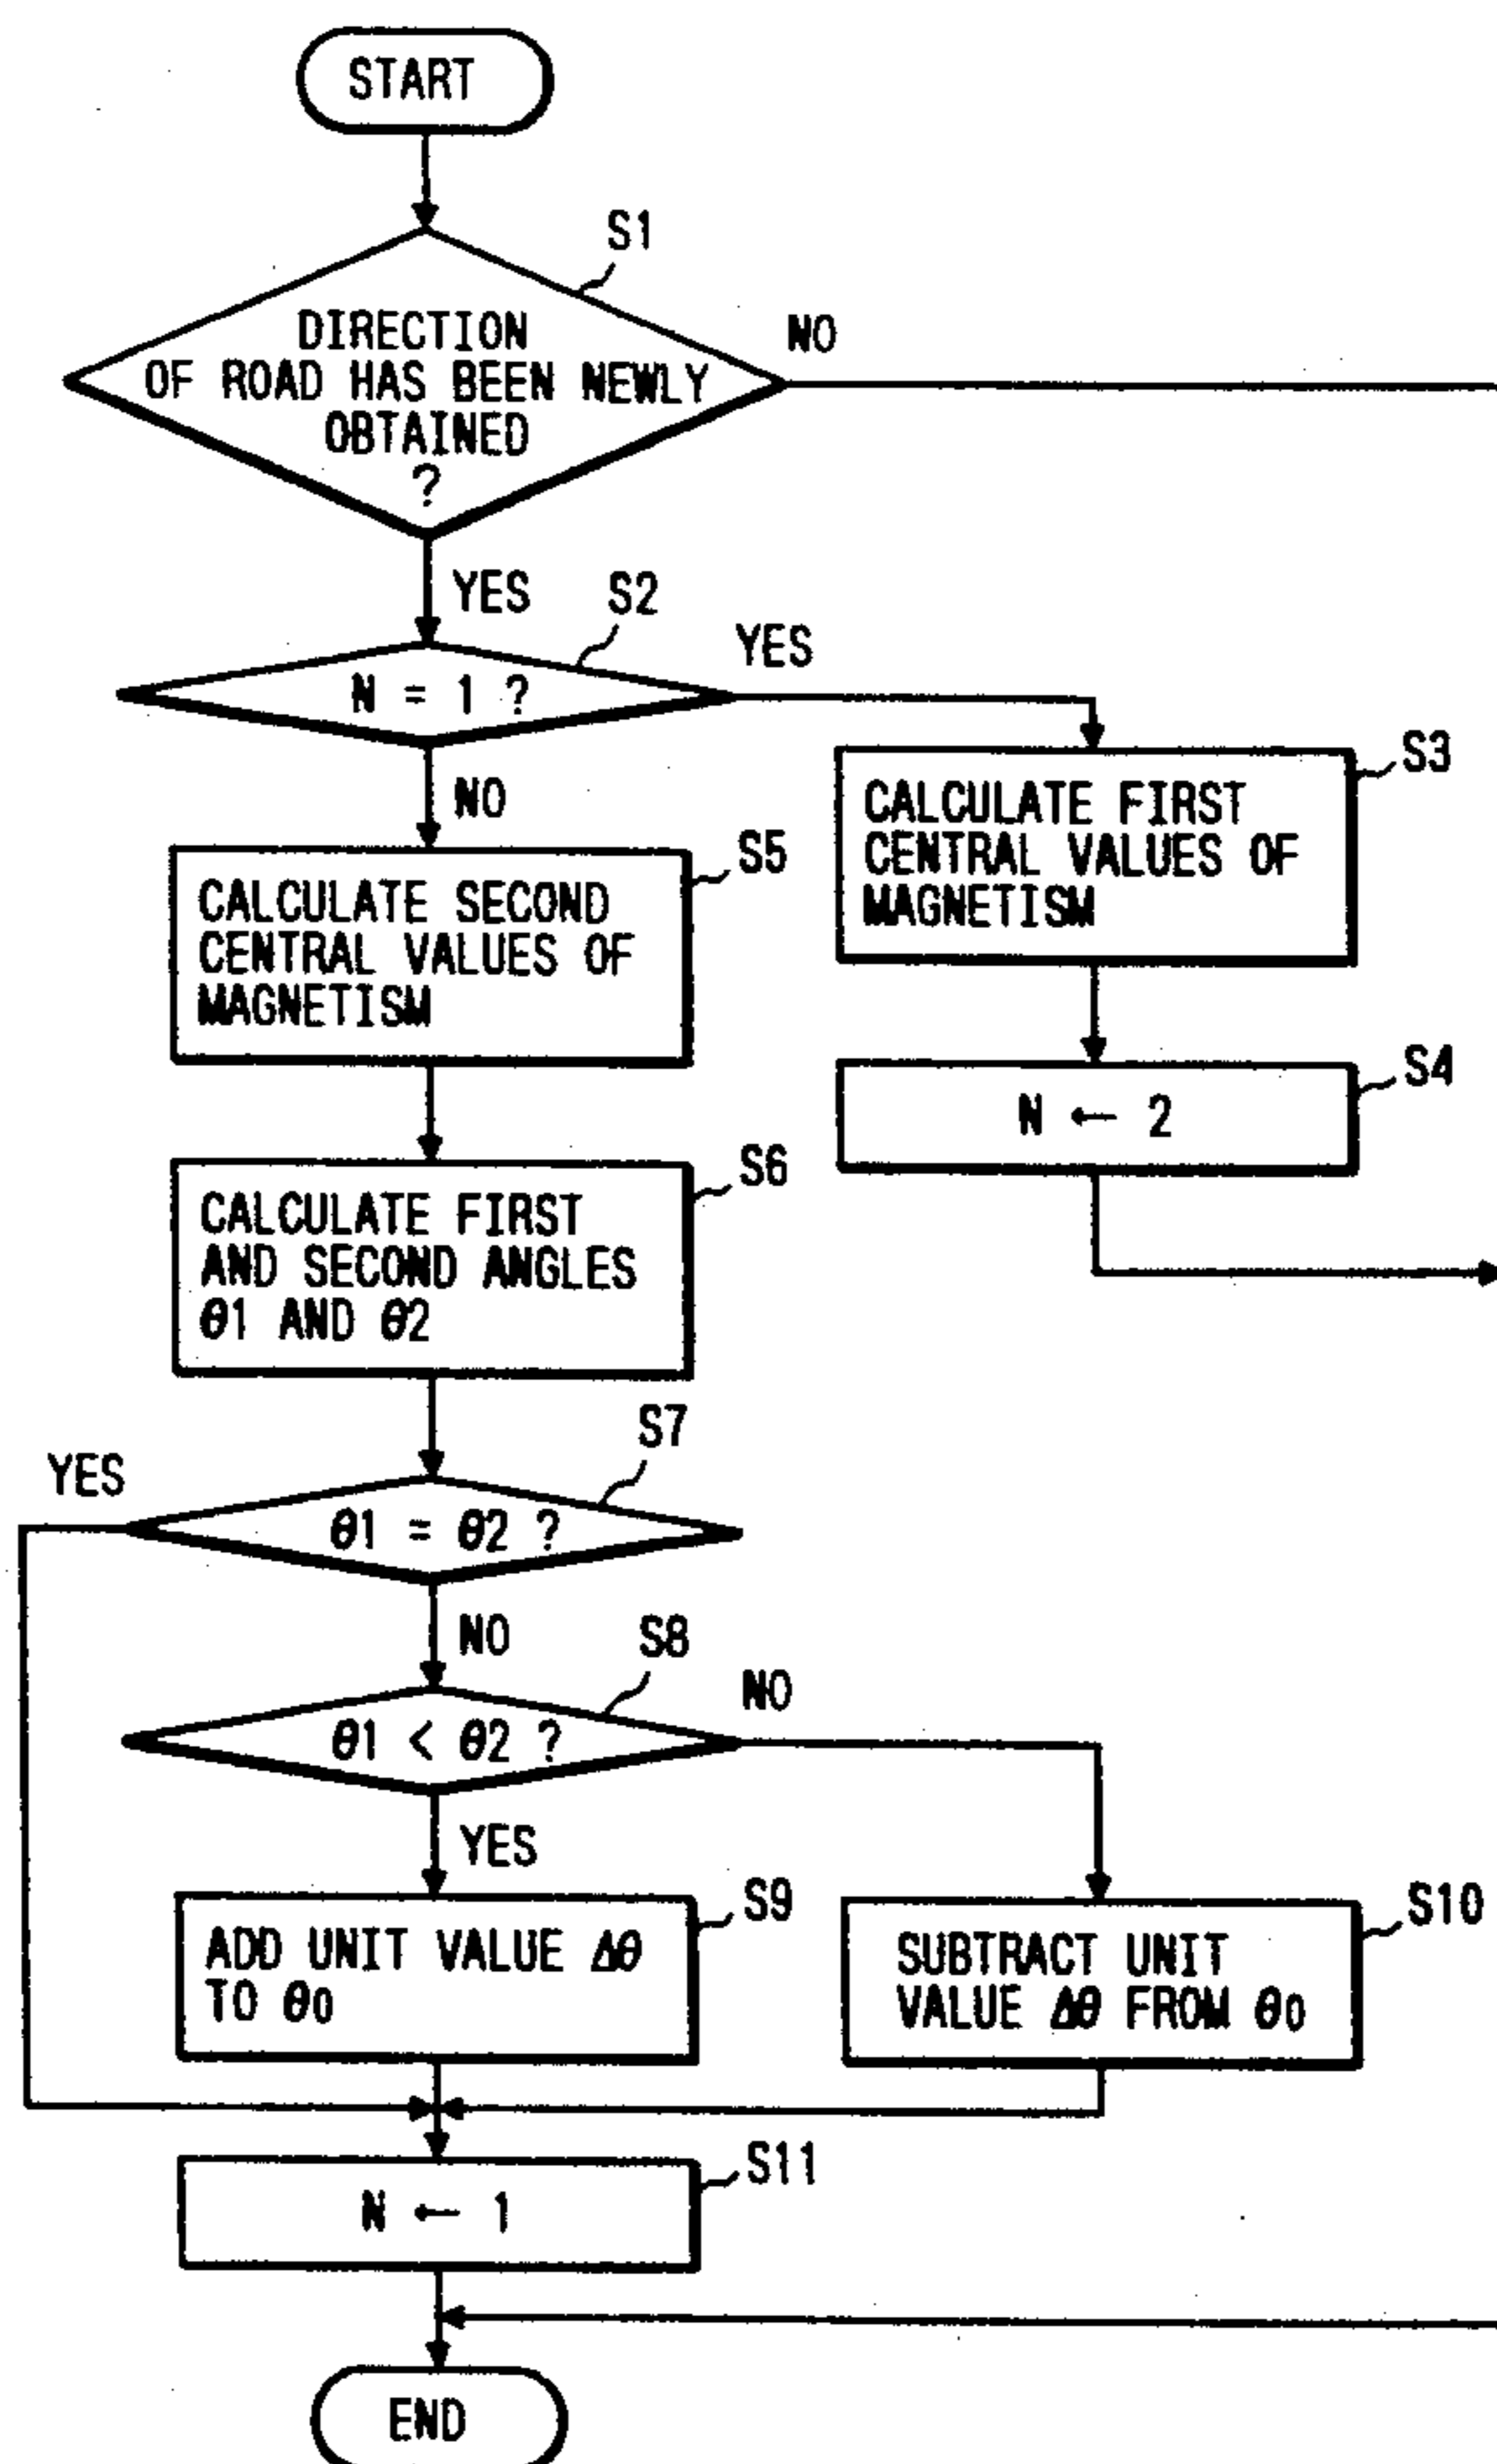 START
S1
DIRECTION
OF ROAD HAS BEEN NEWLY
OBTAINED
?
NO
YES
S2
N = 1 ?
YES
NO
S3
CALCULATE FIRST
CENTRAL VALUES OF
MAGNETISM
S4
N ← 2
S5
CALCULATE SECOND
CENTRAL VALUES OF
MAGNETISM
S6
CALCULATE FIRST
AND SECOND ANGLES
θ1 AND θ2
S7
YES
θ1 = θ2 ?
NO
S8
θ1 < θ2 ?
NO
YES
S9
ADD UNIT VALUE Δθ
TO θ0
S10
SUBTRACT UNIT
VALUE Δθ FROM θ0
S11
N ← 1
END